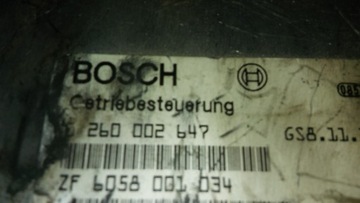 BOSCH
Getriebesteuerung
260 002 647 GS8.11.
ZF 6058 001 034